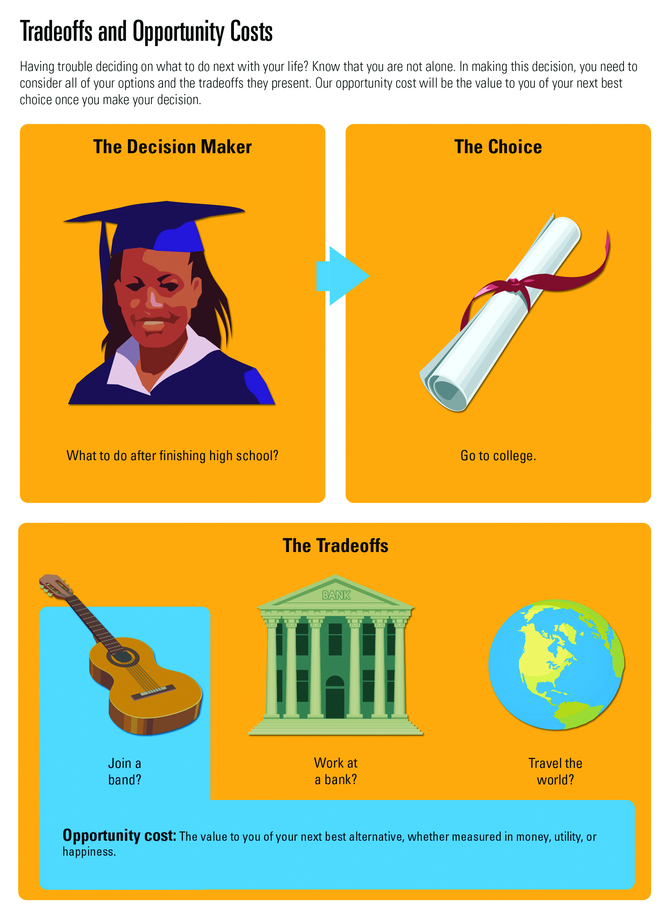 Tradeoffs and Opportunity Costs
Having trouble deciding on what to do next with your life? Know that you are not alone. In making this decision, you need to
consider all of your options and the tradeoffs they present. Our opportunity cost will be the value to you of your next best
choice once you make your decision.
The Decision Maker
What to do after finishing high school?
The Choice
Go to college.
The Tradeoffs
BANK
Join a
band?
Work at
a bank?
Travel the
world?
Opportunity cost: The value to you of your next best alternative, whether measured in money, utility, or
happiness.